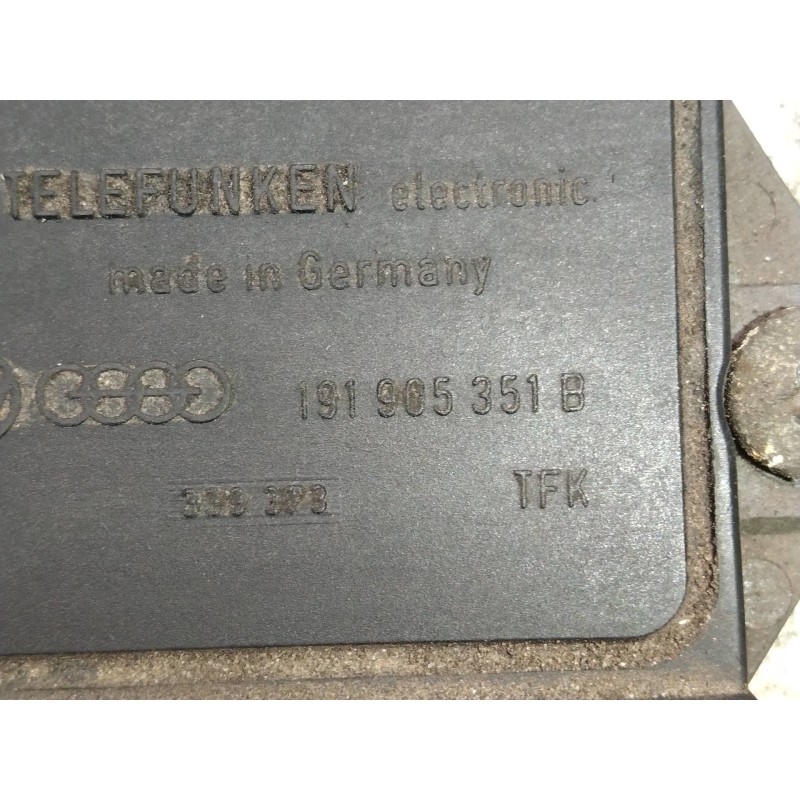 TELEFUNKEN electronic
made in Germany
191 905 351 B
TFK